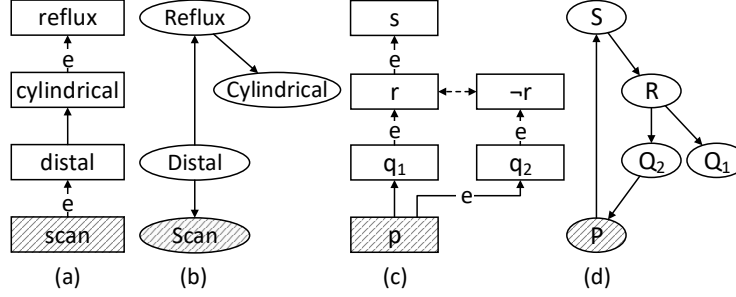 reflux
e
cylindrical
distal
e
scan
(a)
Reflux
Cylindrical
Distal
Scan
(b)
s
e
r
¬r
e
e
q₁
q₂
e
p
(c)
S
R
Q₂
Q₁
P
(d)